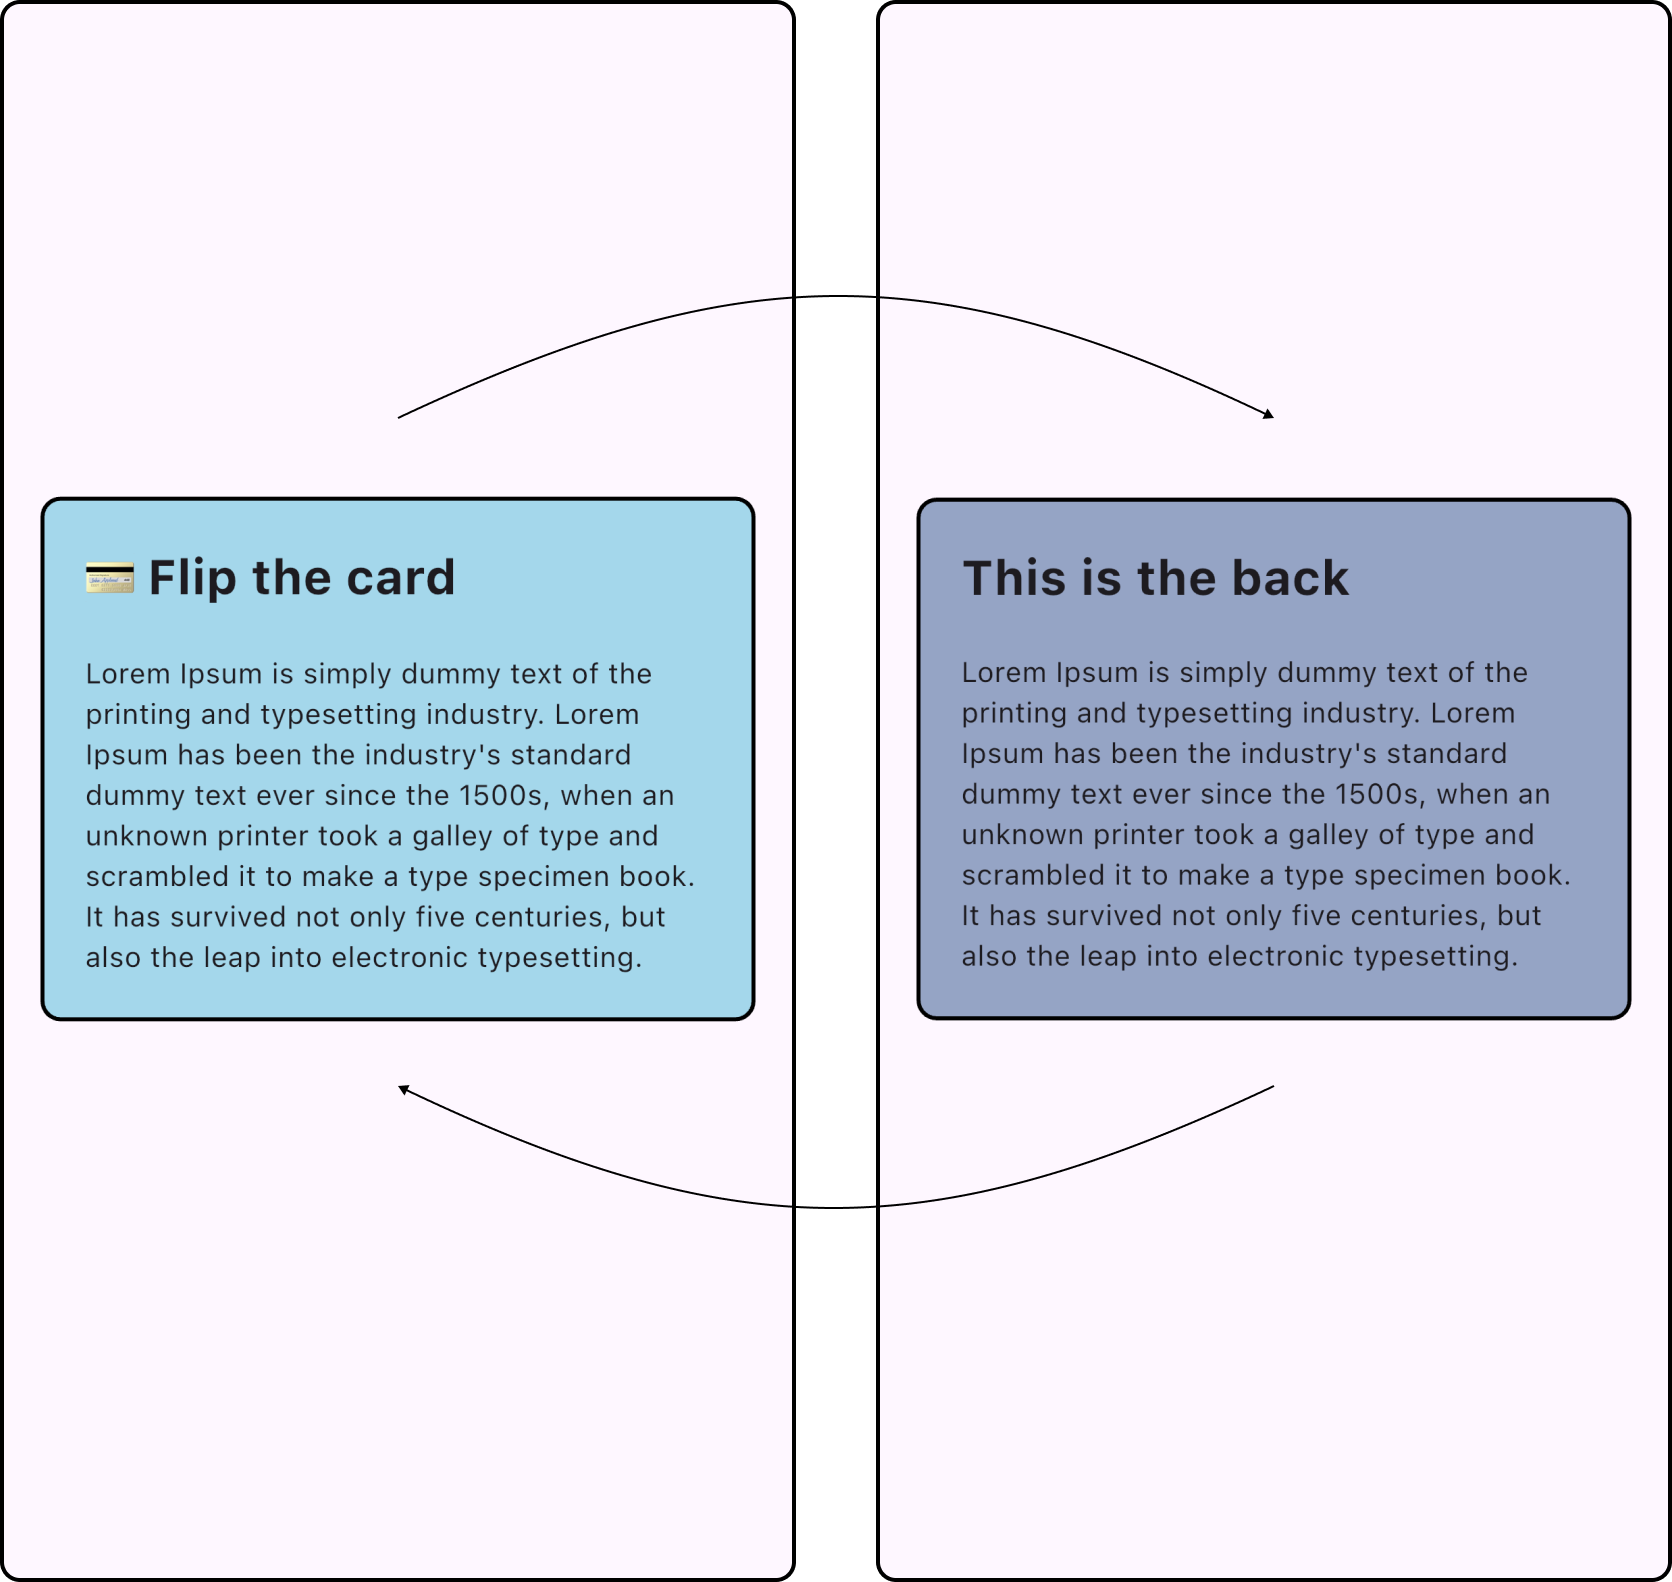 💳 Flip the card
Lorem Ipsum is simply dummy text of the
printing and typesetting industry. Lorem
Ipsum has been the industry's standard
dummy text ever since the 1500s, when an
unknown printer took a galley of type and
scrambled it to make a type specimen book.
It has survived not only five centuries, but
also the leap into electronic typesetting.
This is the back
Lorem Ipsum is simply dummy text of the
printing and typesetting industry. Lorem
Ipsum has been the industry's standard
dummy text ever since the 1500s, when an
unknown printer took a galley of type and
scrambled it to make a type specimen book.
It has survived not only five centuries, but
also the leap into electronic typesetting.